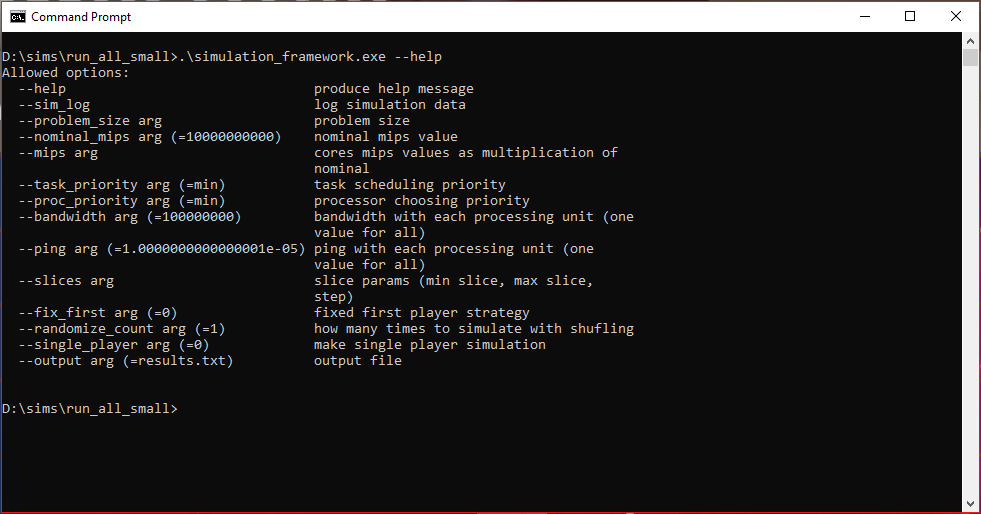 Command Prompt
D:\sims\run_all_small>.\simulation_framework.exe --help
Allowed options:
  --help                               produce help message
  --sim_log                            log simulation data
  --problem_size arg                   problem size
  --nominal_mips arg (=10000000000)    nominal mips value
  --mips arg                           cores mips values as multiplication of
                                       nominal
  --task_priority arg (=min)           task scheduling priority
  --proc_priority arg (=min)           processor choosing priority
  --bandwidth arg (=100000000)         bandwidth with each processing unit (one
                                       value for all)
  --ping arg (=1.0000000000000001e-05) ping with each processing unit (one
                                       value for all)
  --slices arg                         slice params (min slice, max slice,
                                       step)
  --fix_first arg (=0)                 fixed first player strategy
  --randomize_count arg (=1)           how many times to simulate with shufling
  --single_player arg (=0)             make single player simulation
  --output arg (=results.txt)          output file
D:\sims\run_all_small>